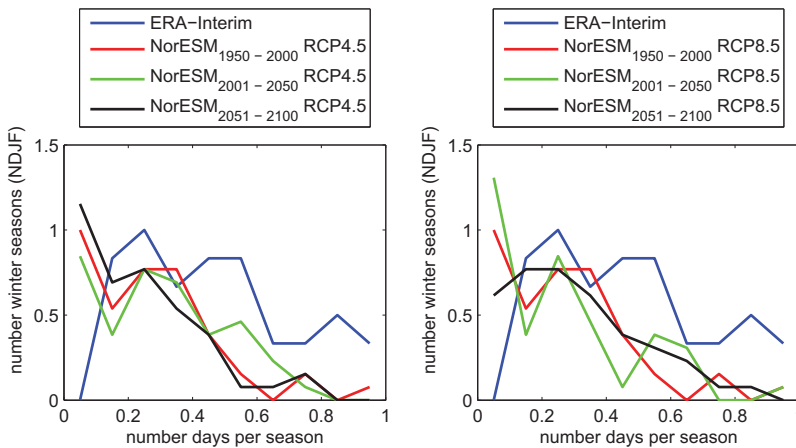 ERA−Interim
NorESM1950 − 2000 RCP4.5
NorESM2001 − 2050 RCP4.5
NorESM2051 − 2100 RCP4.5
number winter seasons (NDJF)
1.5
1
0.5
0
0 0.2 0.4 0.6 0.8 1
number days per season
ERA−Interim
NorESM1950 − 2000 RCP8.5
NorESM2001 − 2050 RCP8.5
NorESM2051 − 2100 RCP8.5
number winter seasons (NDJF)
1.5
1
0.5
0
0 0.2 0.4 0.6 0.8
number days per season